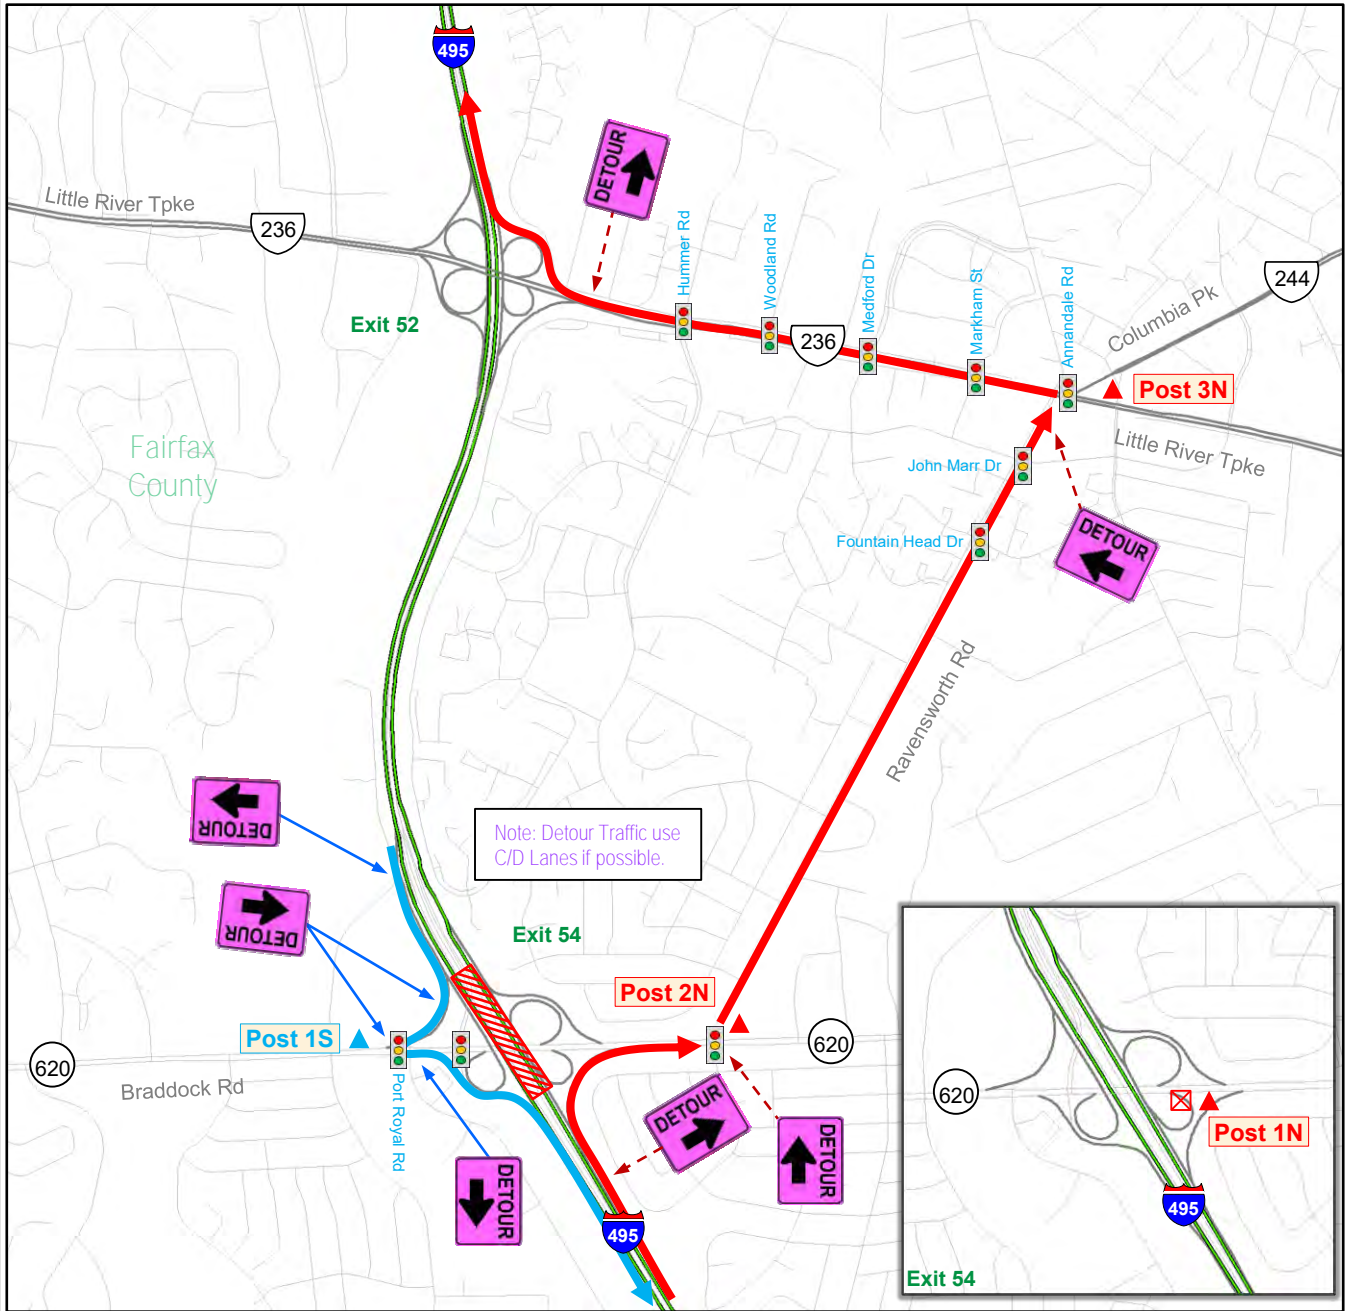 495
DETOUR
Little River Tpke
236
Hummer Rd
Woodland Rd
Medford Dr
Markham St
Annandale Rd
244
Columbia Pk
Exit 52
236
Post 3N
Little River Tpke
Fairfax
County
John Marr Dr
Fountain Head Dr
DETOUR
Ravensworth Rd
DETOUR
Note: Detour Traffic use
C/D Lanes if possible.
DETOUR
Exit 54
Post 2N
Post 1S
620
620
Braddock Rd
Port Royal Rd
DETOUR
DETOUR
DETOUR
495
620
Post 1N
495
Exit 54